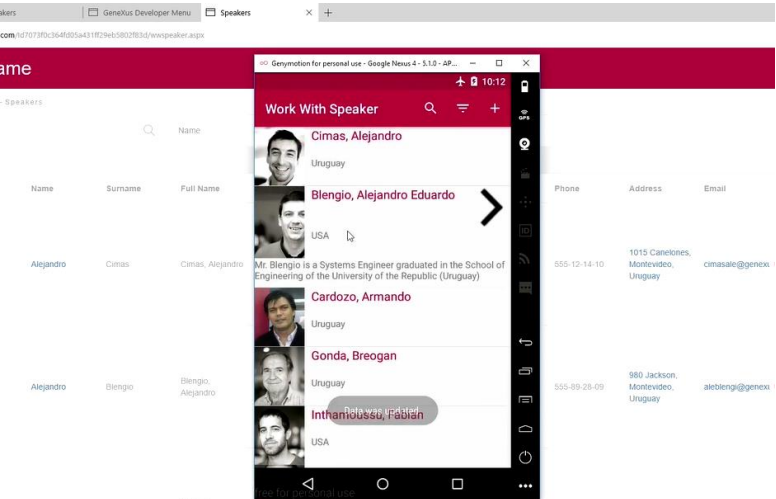 akers
GeneXus Developer Menu
Speakers
com/Id7073f0c364fd05a431ff29eb5802f83d/wwspeaker.aspx
ame
- Speakers
Name
Name
Surname
Full Name
Phone
Address
Email
Alejandro
Cimas
Cimas, Alejandro
555-12-14-10
1015 Canelones,
Montevideo,
Uruguay
cimasale@genexu
Alejandro
Blengio
Blengio,
Alejandro
555-89-28-09
980 Jackson,
Montevideo,
Uruguay
aleblengi@genexu
Genymotion for personal use - Google Nexus 4 - 5.1.0 - AP...
10:12
Work With Speaker
Cimas, Alejandro
Uruguay
Blengio, Alejandro Eduardo
USA
Mr. Blengio is a Systems Engineer graduated in the School of
Engineering of the University of the Republic (Uruguay)
Cardozo, Armando
Uruguay
Gonda, Breogan
Uruguay
Data was updated
Inthamoussu, Fabian
USA
free for personal use
GPS
ID